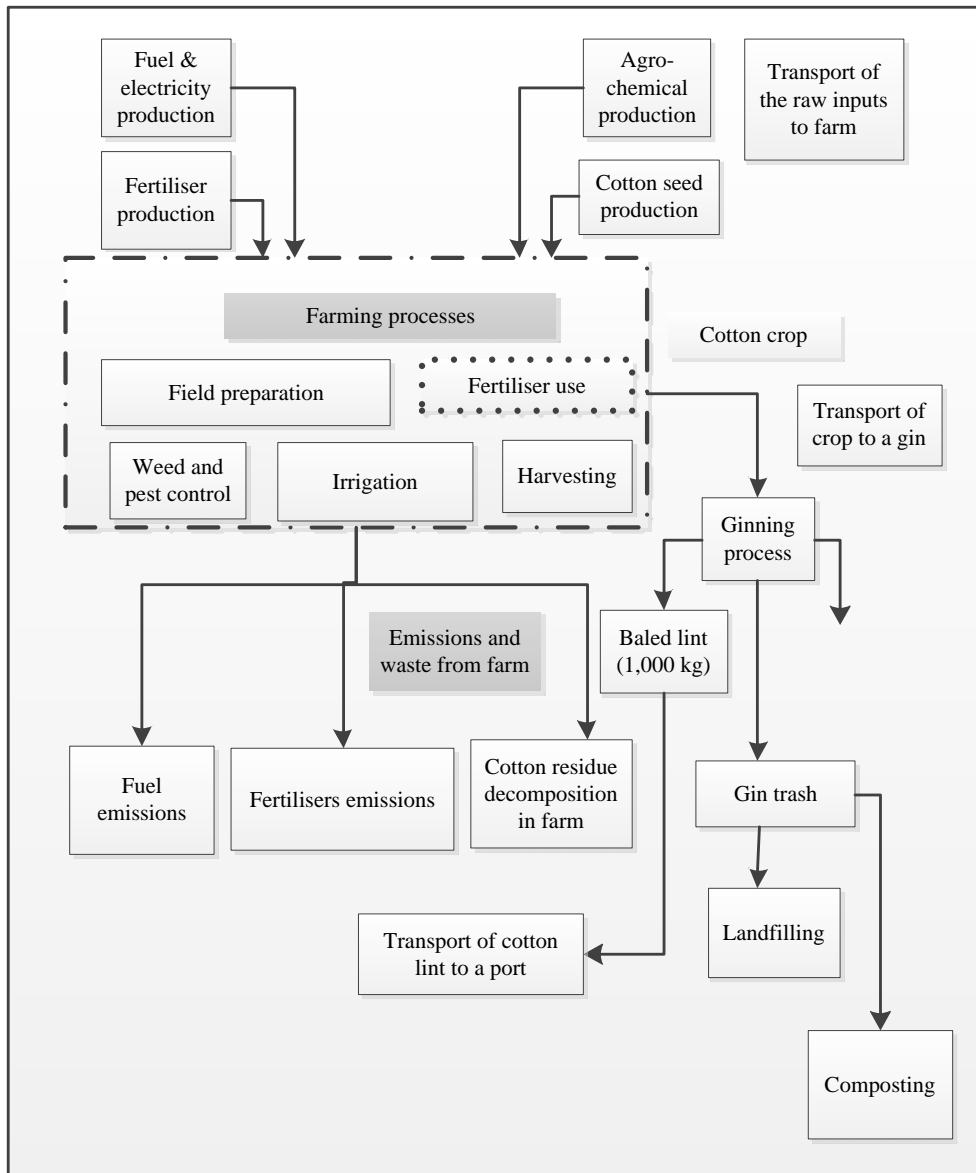 Fuel &
electricity
production
Agro-
chemical
production
Transport of
the raw inputs
to farm
Fertiliser
production
Cotton seed
production
Farming processes
Cotton crop
Field preparation
Fertiliser use
Transport of
crop to a gin
Weed and
pest control
Irrigation
Harvesting
Ginning
process
Emissions and
waste from farm
Baled lint
(1,000 kg)
Fuel
emissions
Fertilisers emissions
Cotton residue
decomposition
in farm
Gin trash
Transport of cotton
lint to a port
Landfilling
Composting